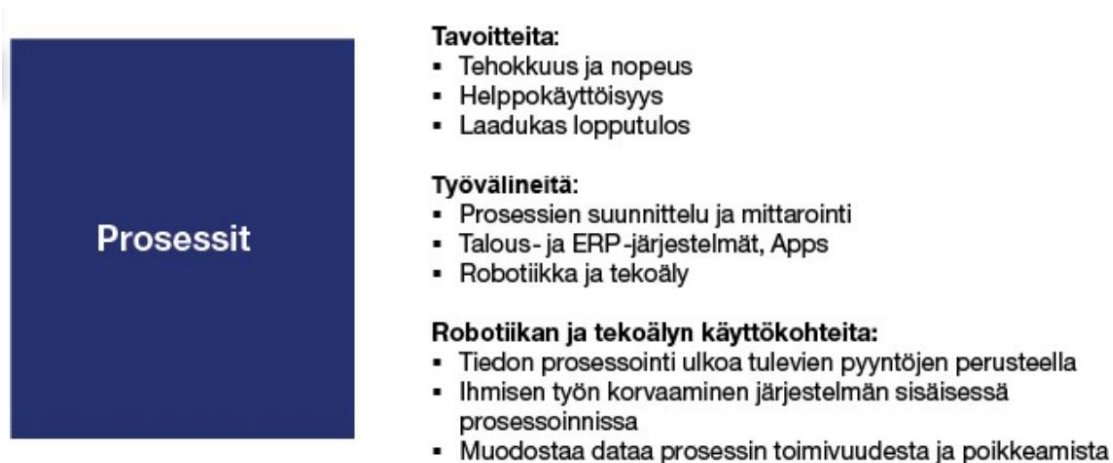 Prosessit
Tavoitteita:
▪ Tehokkuus ja nopeus
▪ Helppokäyttöisyys
▪ Laadukas lopputulos
Työvälineitä:
▪ Prosessien suunnittelu ja mittarointi
▪ Talous- ja ERP-järjestelmät, Apps
▪ Robotiikka ja tekoäly
Robotiikan ja tekoälyn käyttökohteita:
▪ Tiedon prosessointi ulkoa tulevien pyyntöjen perusteella
▪ Ihmisen työn korvaaminen järjestelmän sisäisessä
prosessoinnissa
▪ Muodostaa dataa prosessin toimivuudesta ja poikkeamista